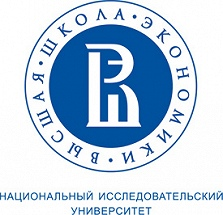 ВЫСШАЯ · ШКОЛА · ЭКОНОМИКИ ·
НАЦИОНАЛЬНЫЙ ИССЛЕДОВАТЕЛЬСКИЙ
УНИВЕРСИТЕТ